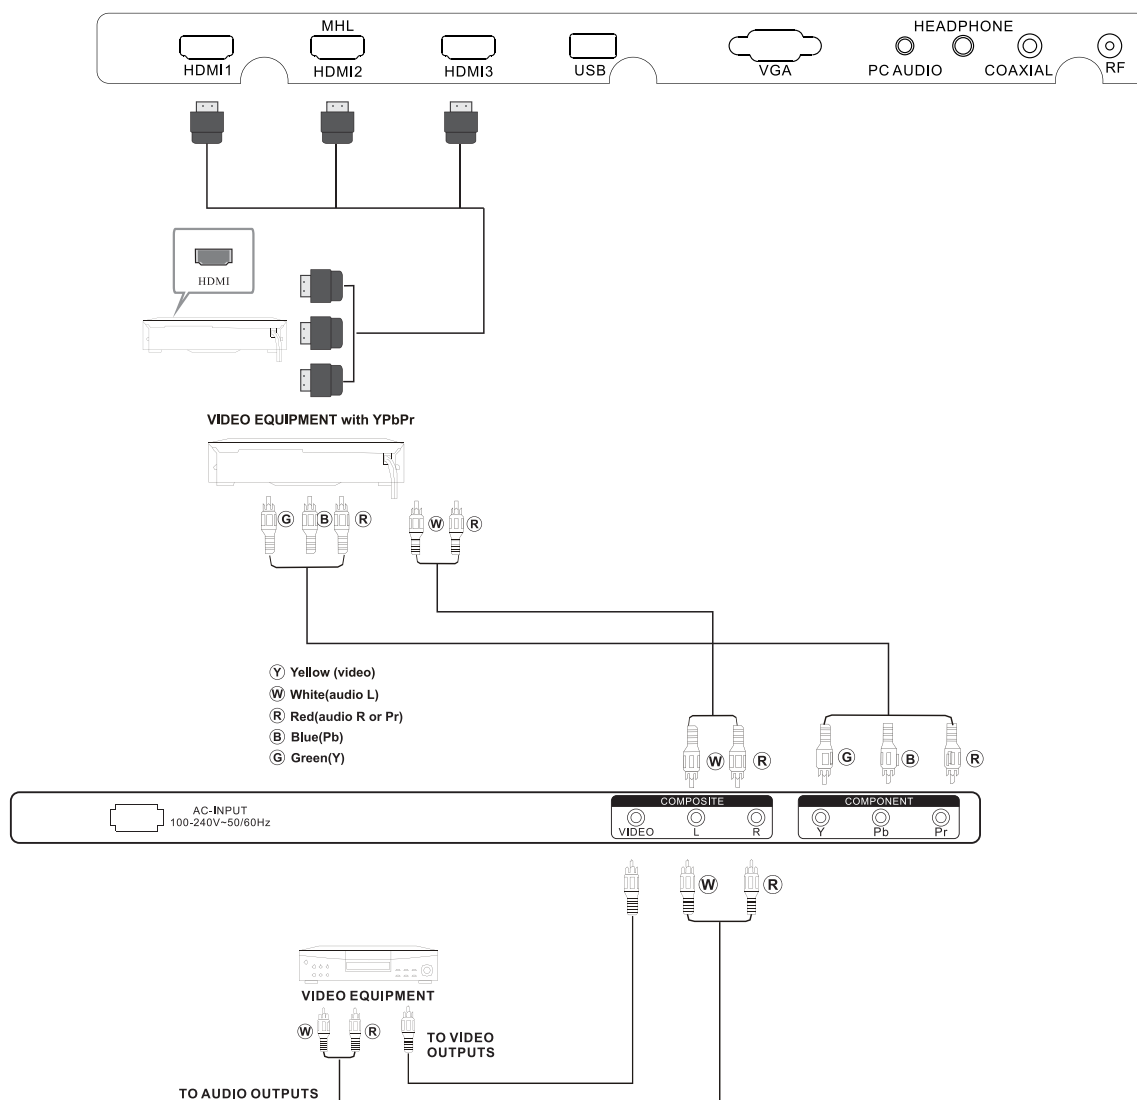 MHL
HEADPHONE
HDMI1
HDMI2
HDMI3
USB
VGA
PC AUDIO
COAXIAL
RF
HDMI
VIDEO EQUIPMENT with YPbPr
G
B
R
W
R
Y Yellow (video)
W White(audio L)
R Red(audio R or Pr)
B Blue(Pb)
G Green(Y)
W
R
G
B
R
AC-INPUT
100-240V~50/60Hz
COMPOSITE
VIDEO
L
R
COMPONENT
Y
Pb
Pr
W
R
VIDEO EQUIPMENT
W
R
TO VIDEO
OUTPUTS
TO AUDIO OUTPUTS